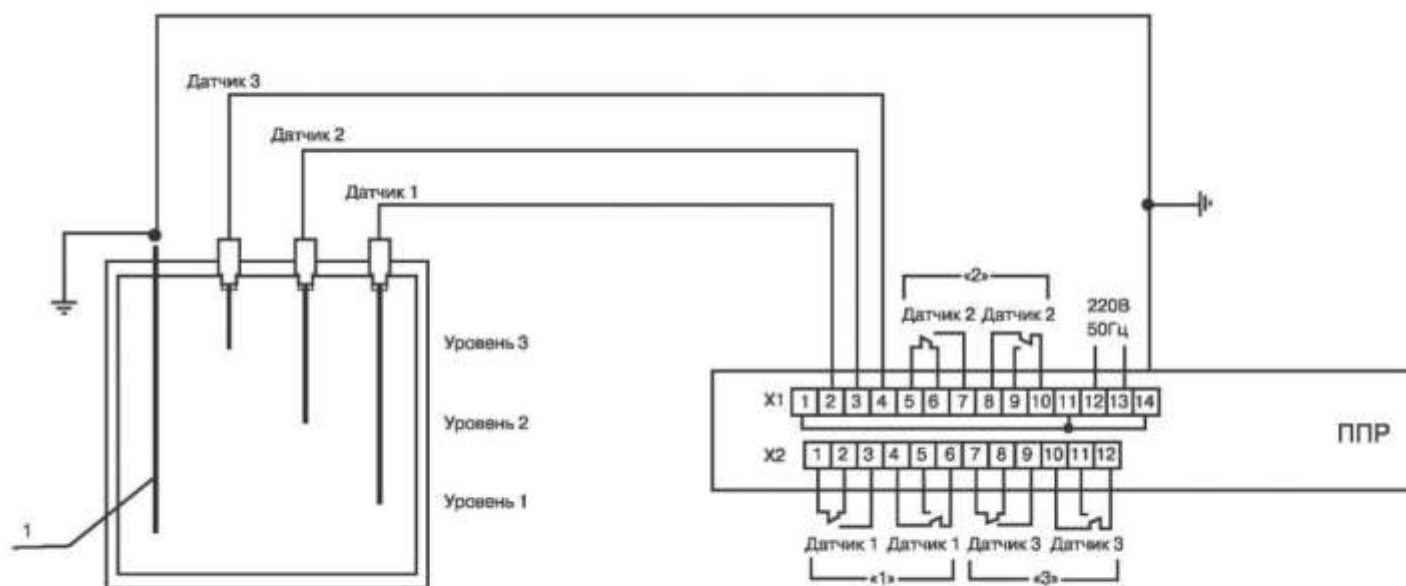 Датчик 3
Датчик 2
Датчик 1
«2»
Датчик 2 Датчик 2
220В
50Гц
Уровень 3
Уровень 2
Уровень 1
X1 1 2 3 4 5 6 7 8 9 10 11 12 13 14
ППР
X2 1 2 3 4 5 6 7 8 9 10 11 12
1
Датчик 1 Датчик 1 Датчик 3 Датчик 3
«1» «3»